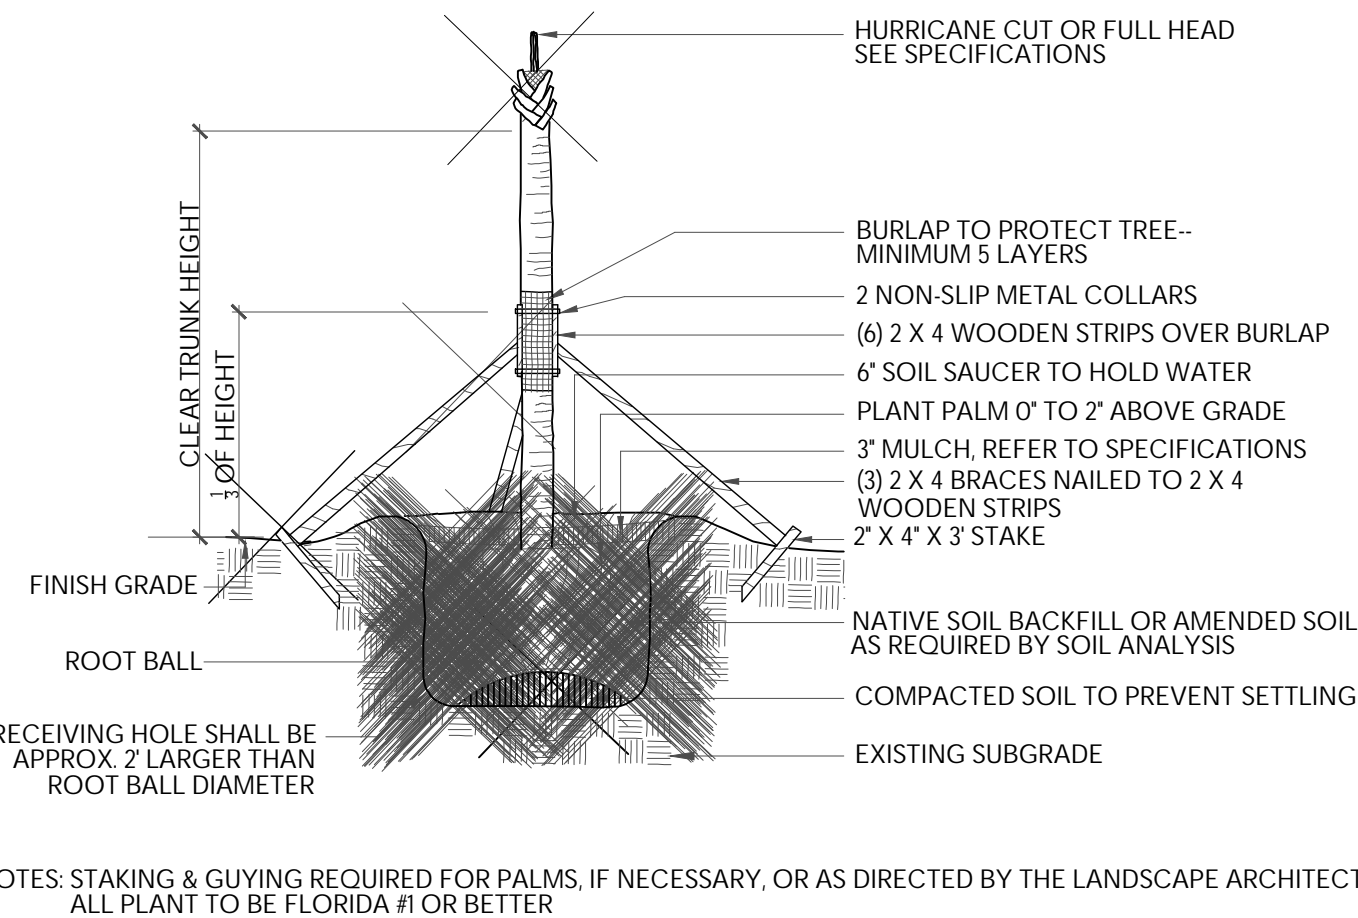 HURRICANE CUT OR FULL HEAD
SEE SPECIFICATIONS
CLEAR TRUNK HEIGHT
1/3 OF HEIGHT
BURLAP TO PROTECT TREE--
MINIMUM 5 LAYERS
2 NON-SLIP METAL COLLARS
(6) 2 X 4 WOODEN STRIPS OVER BURLAP
6" SOIL SAUCER TO HOLD WATER
PLANT PALM 0" TO 2" ABOVE GRADE
3" MULCH, REFER TO SPECIFICATIONS
(3) 2 X 4 BRACES NAILED TO 2 X 4
WOODEN STRIPS
2" X 4" X 3' STAKE
FINISH GRADE
ROOT BALL
RECEIVING HOLE SHALL BE
APPROX. 2' LARGER THAN
ROOT BALL DIAMETER
NATIVE SOIL BACKFILL OR AMENDED SOIL
AS REQUIRED BY SOIL ANALYSIS
COMPACTED SOIL TO PREVENT SETTLING
EXISTING SUBGRADE
OTES: STAKING & GUYING REQUIRED FOR PALMS, IF NECESSARY, OR AS DIRECTED BY THE LANDSCAPE ARCHITECT
ALL PLANT TO BE FLORIDA #1 OR BETTER